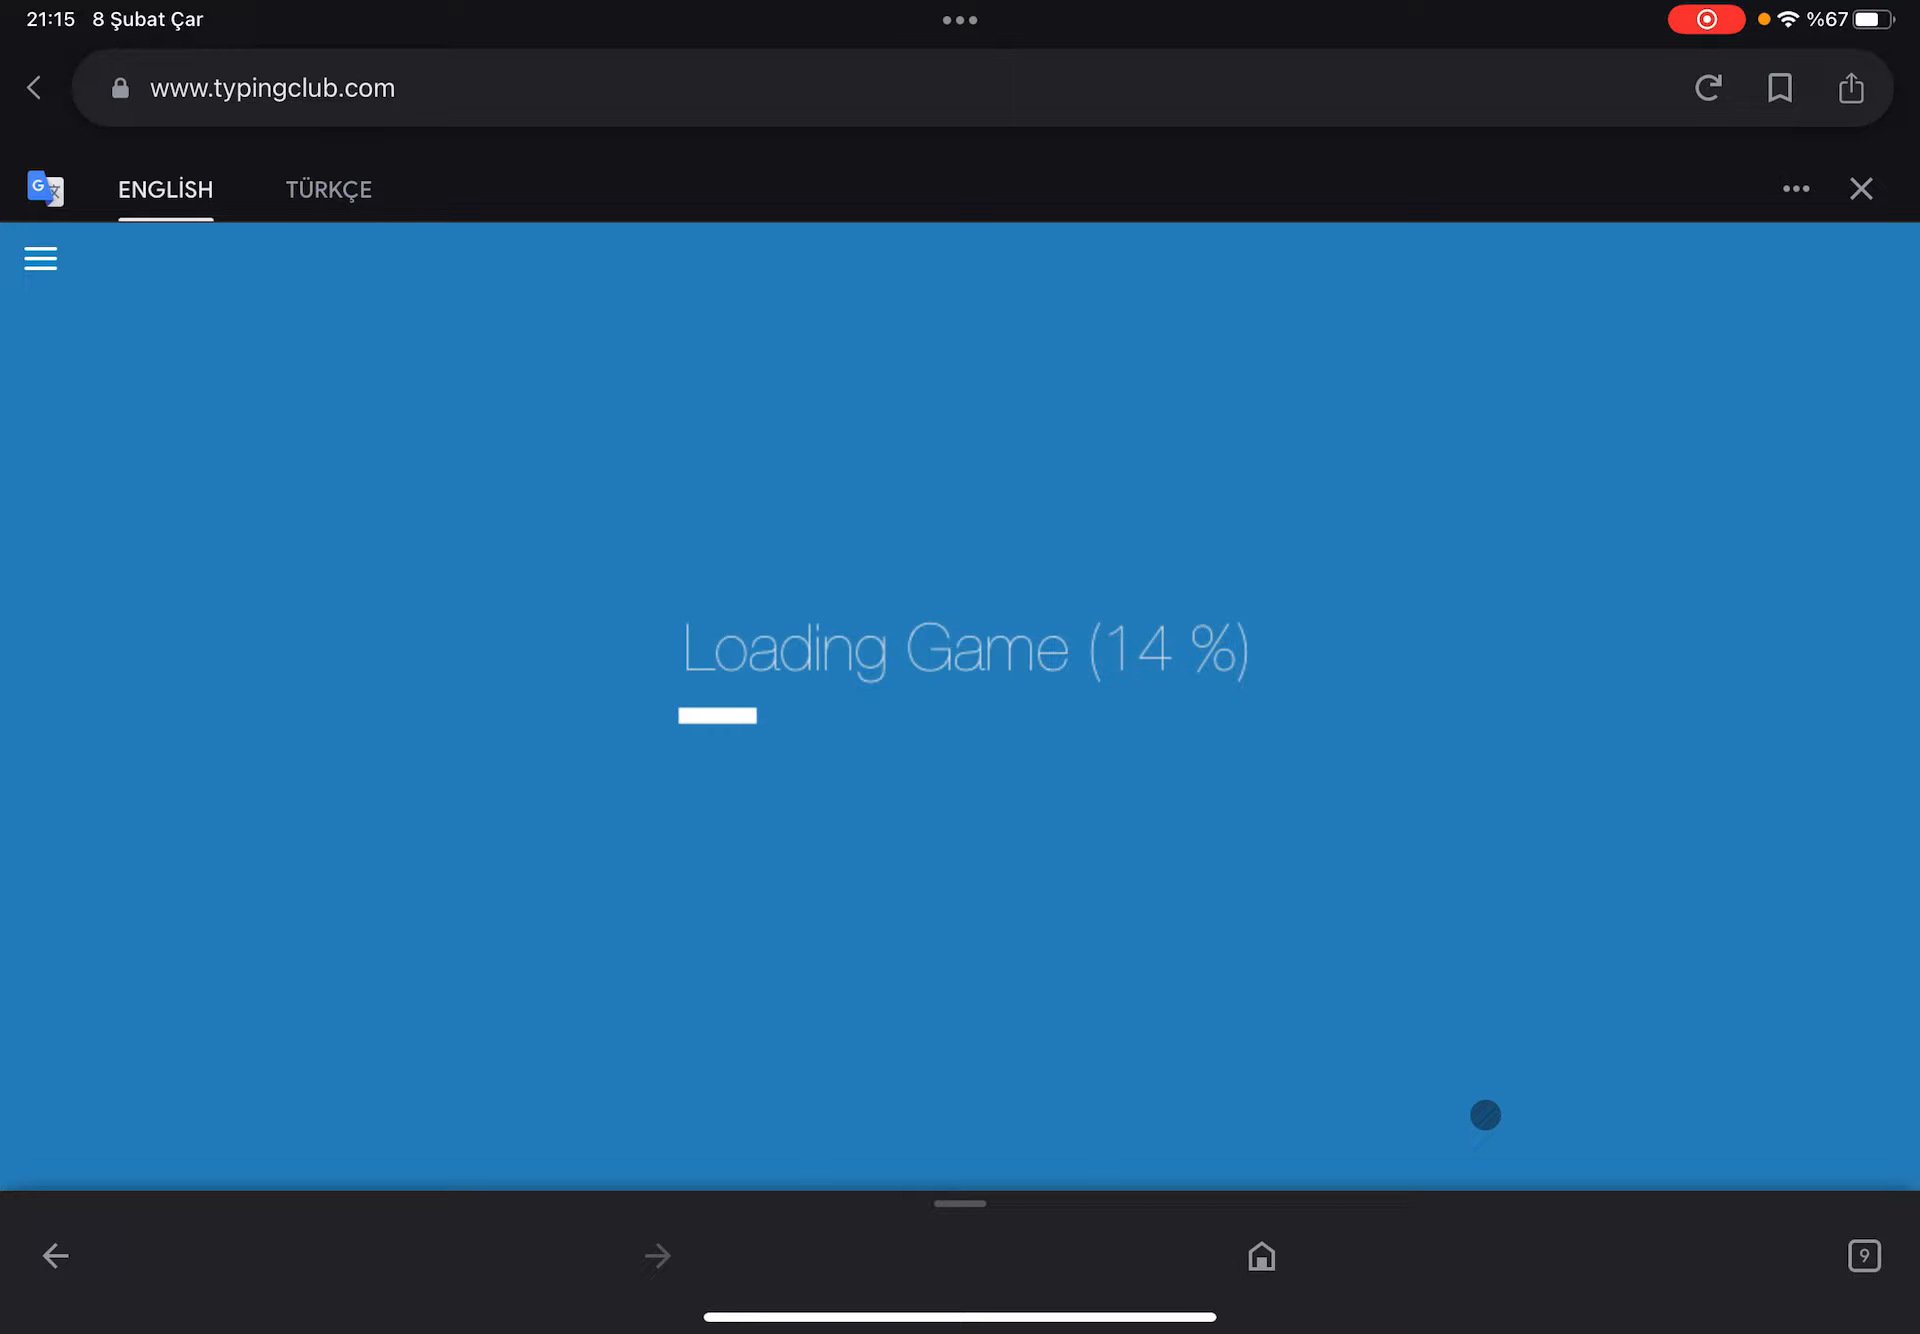 21:15 8 Şubat Çar
%67
www.typingclub.com
ENGLİSH TÜRKÇE
Loading Game (14 %)
9